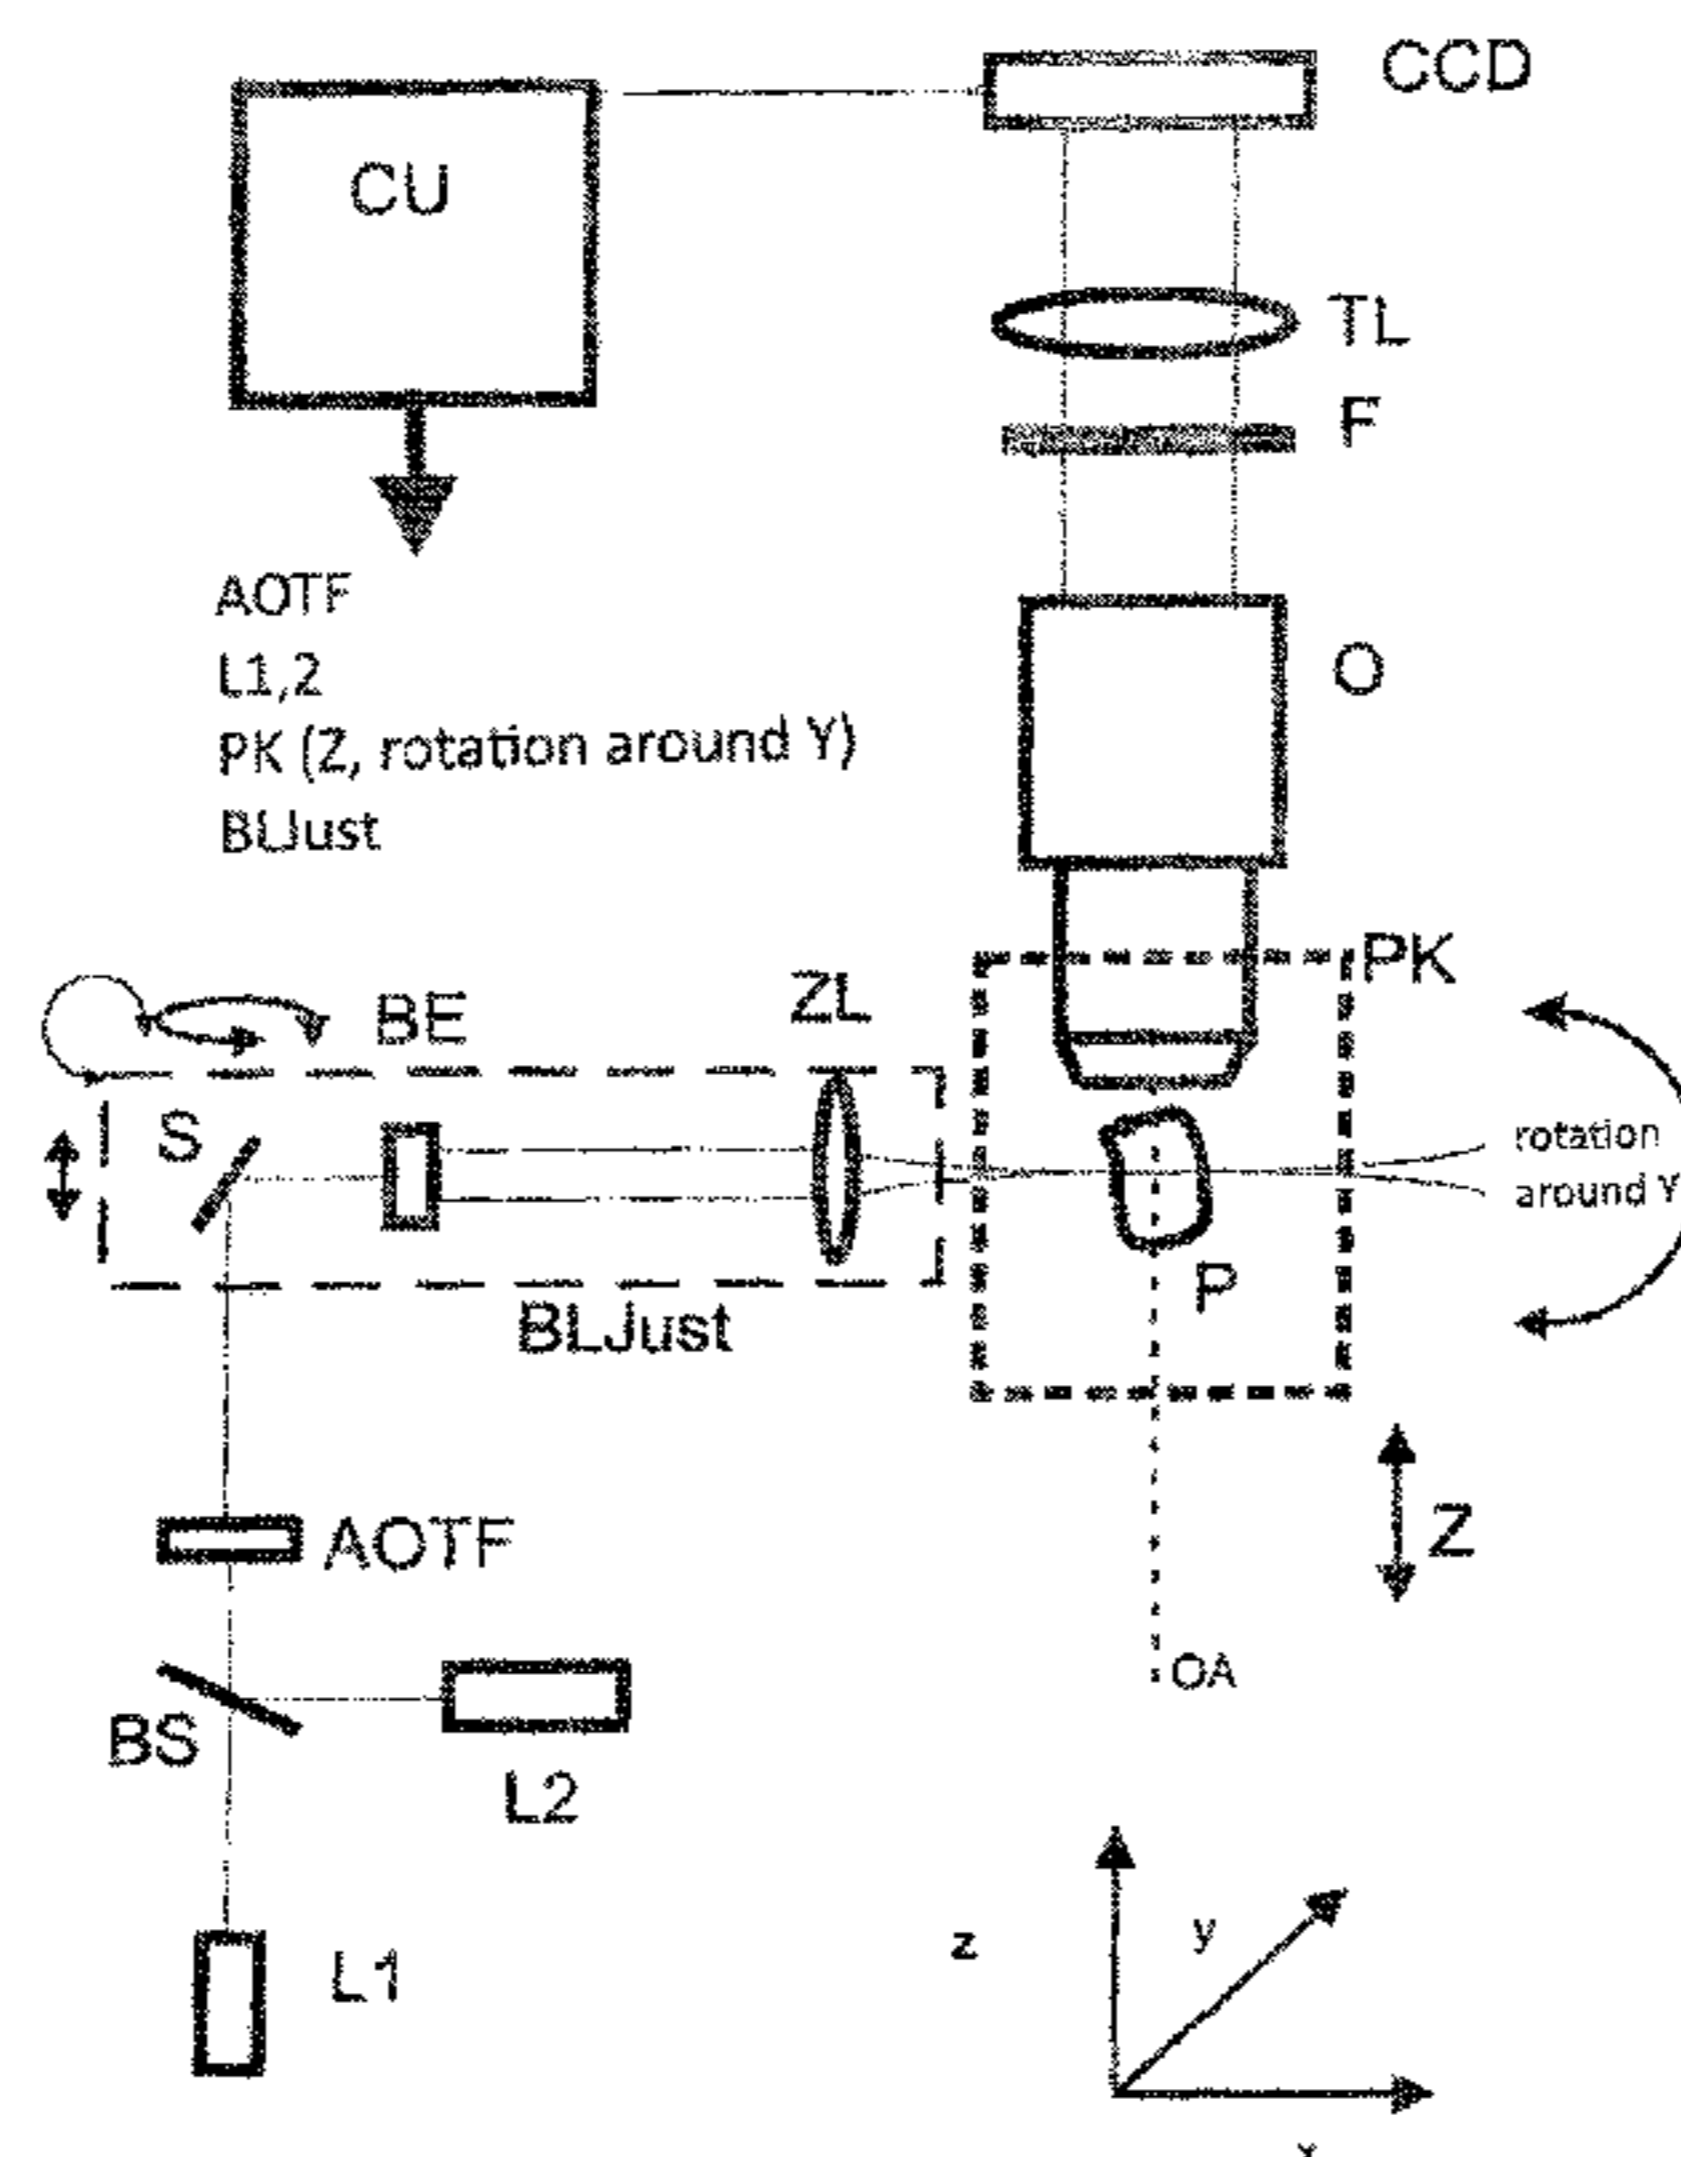 CCD
CU
TL
F
AOTF
L1,2
PK (Z, rotation around Y)
BLJust
O
PK
BE
ZL
S
rotation
around Y
P
BLJust
AOTF
Z
OA
BS
L2
L1
z
y
x